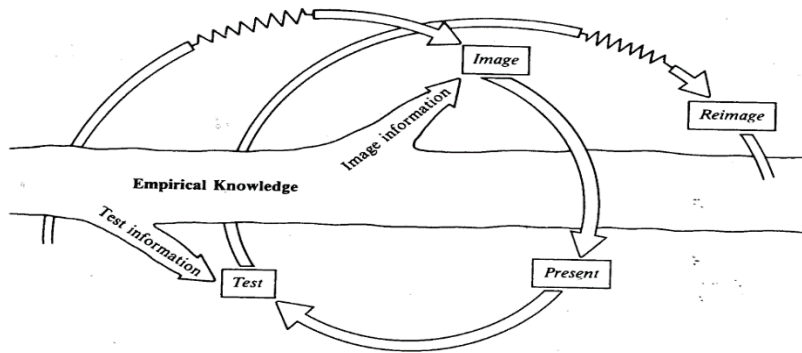 Image
Reimage
Image information
Empirical Knowledge
Test information
Test
Present